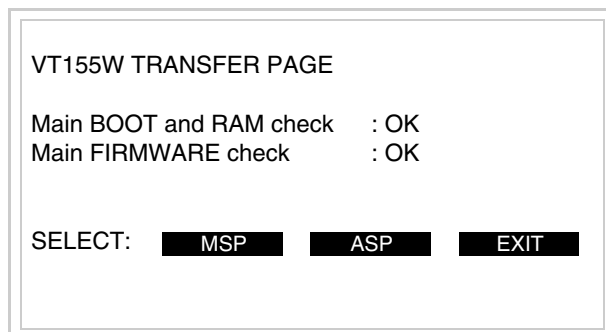 VT155W TRANSFER PAGE
Main BOOT and RAM check : OK
Main FIRMWARE check : OK
SELECT: MSP ASP EXIT